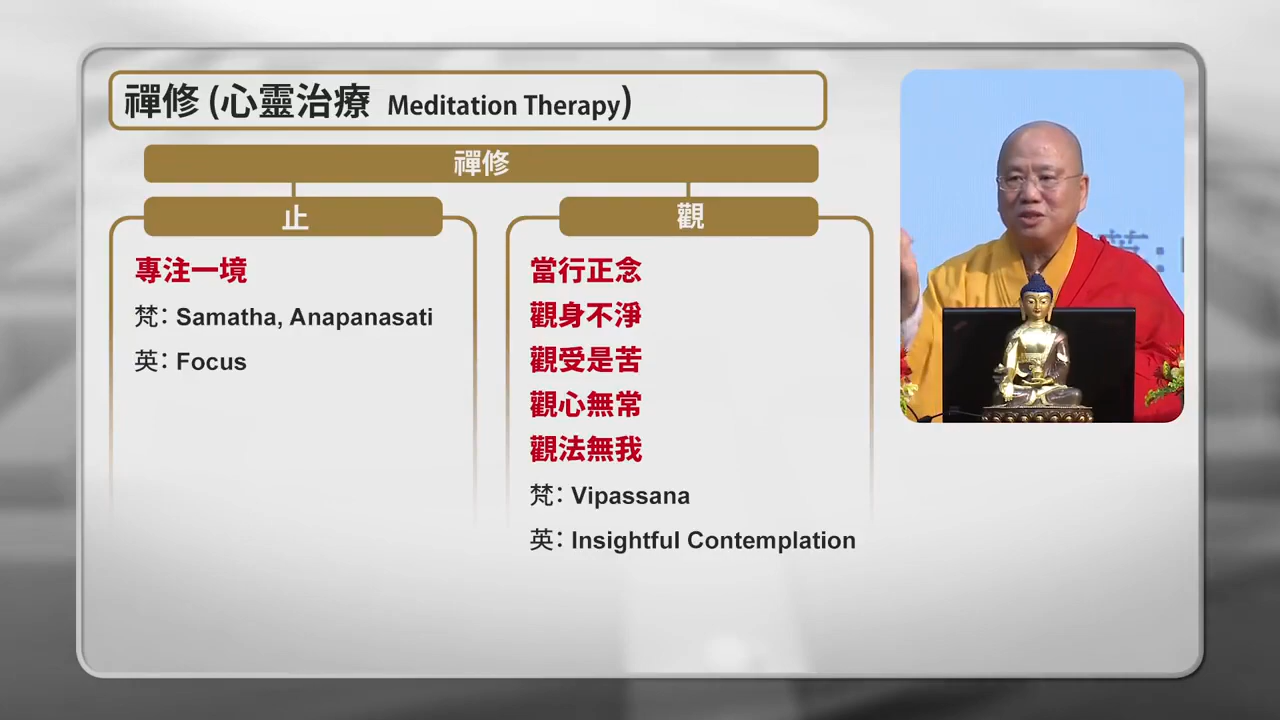 禪修 (心靈治療 Meditation Therapy)
禪修
止
專注一境
梵: Samatha, Anapanasati
英: Focus
觀
當行正念
觀身不淨
觀受是苦
觀心無常
觀法無我
梵: Vipassana
英: Insightful Contemplation